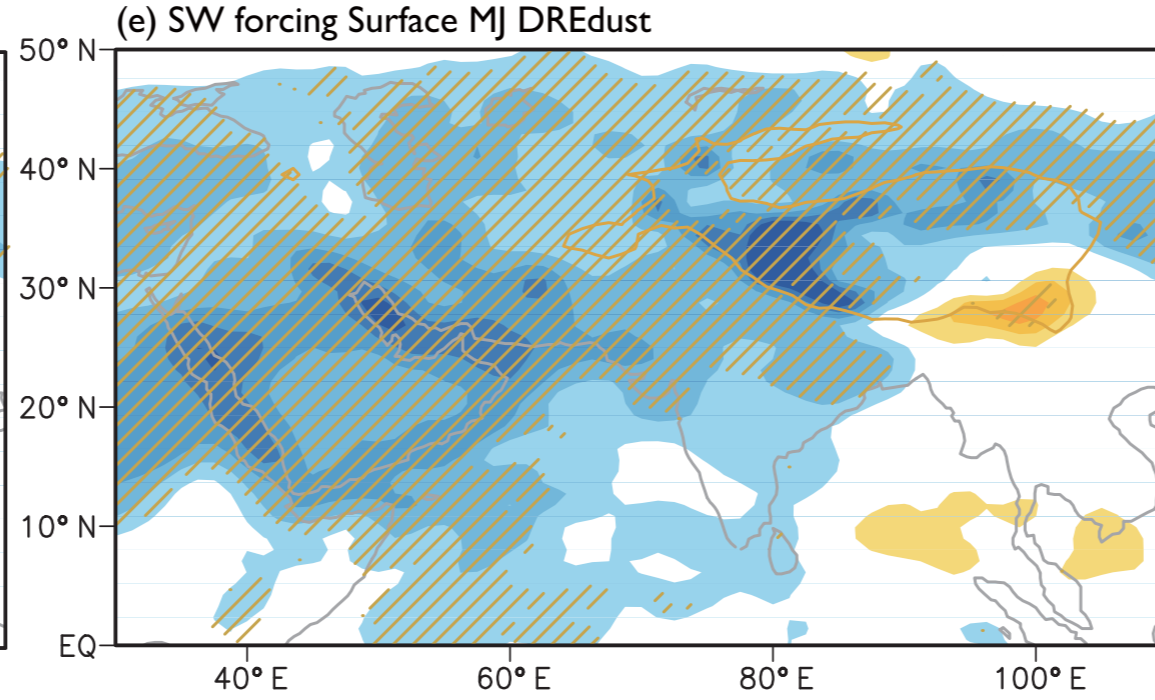 (e) SW forcing Surface MJ DREdust
50° N
40° N
30° N
20° N
10° N
EQ
40° E 60° E 80° E 100° E